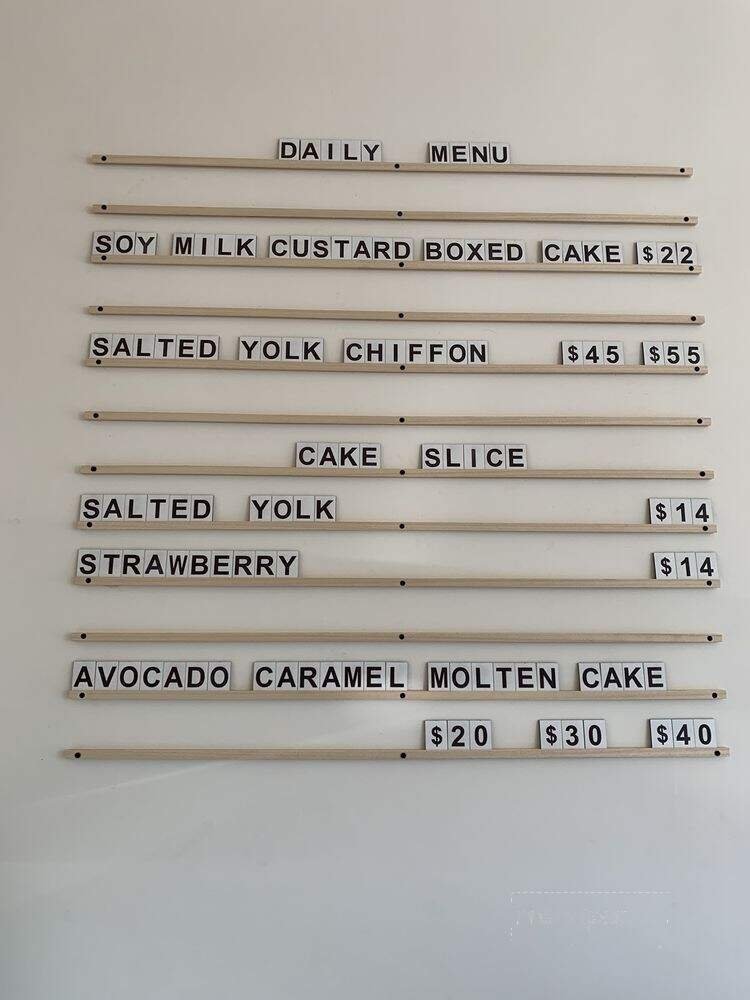 DAILY MENU
SOY MILK CUSTARD BOXED CAKE $22
SALTED YOLK CHIFFON $45 $55
CAKE SLICE
SALTED YOLK $14
STRAWBERRY $14
AVOCADO CARAMEL MOLTEN CAKE
$20 $30 $40